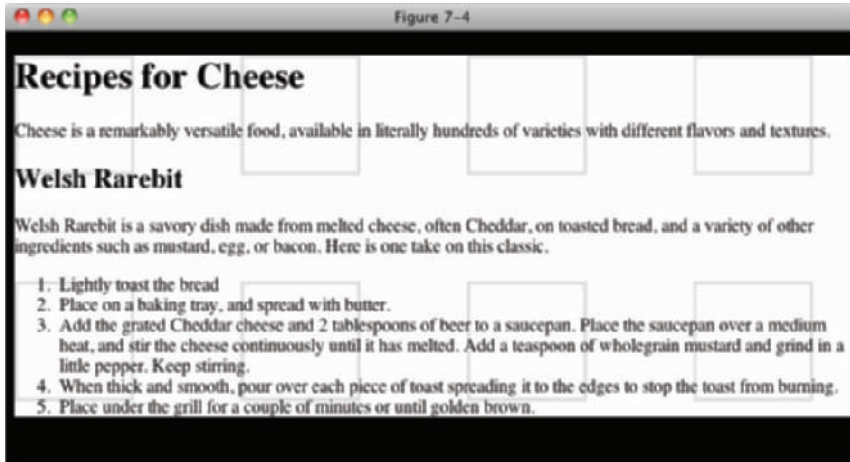 Figure 7-4
Recipes for Cheese
Cheese is a remarkably versatile food, available in literally hundreds of varieties with different flavors and textures.
Welsh Rarebit
Welsh Rarebit is a savory dish made from melted cheese, often Cheddar, on toasted bread, and a variety of other
ingredients such as mustard, egg, or bacon. Here is one take on this classic.
1. Lightly toast the bread
2. Place on a baking tray, and spread with butter.
3. Add the grated Cheddar cheese and 2 tablespoons of beer to a saucepan. Place the saucepan over a medium
heat, and stir the cheese continuously until it has melted. Add a teaspoon of wholegrain mustard and grind in a
little pepper. Keep stirring.
4. When thick and smooth, pour over each piece of toast spreading it to the edges to stop the toast from burning.
5. Place under the grill for a couple of minutes or until golden brown.